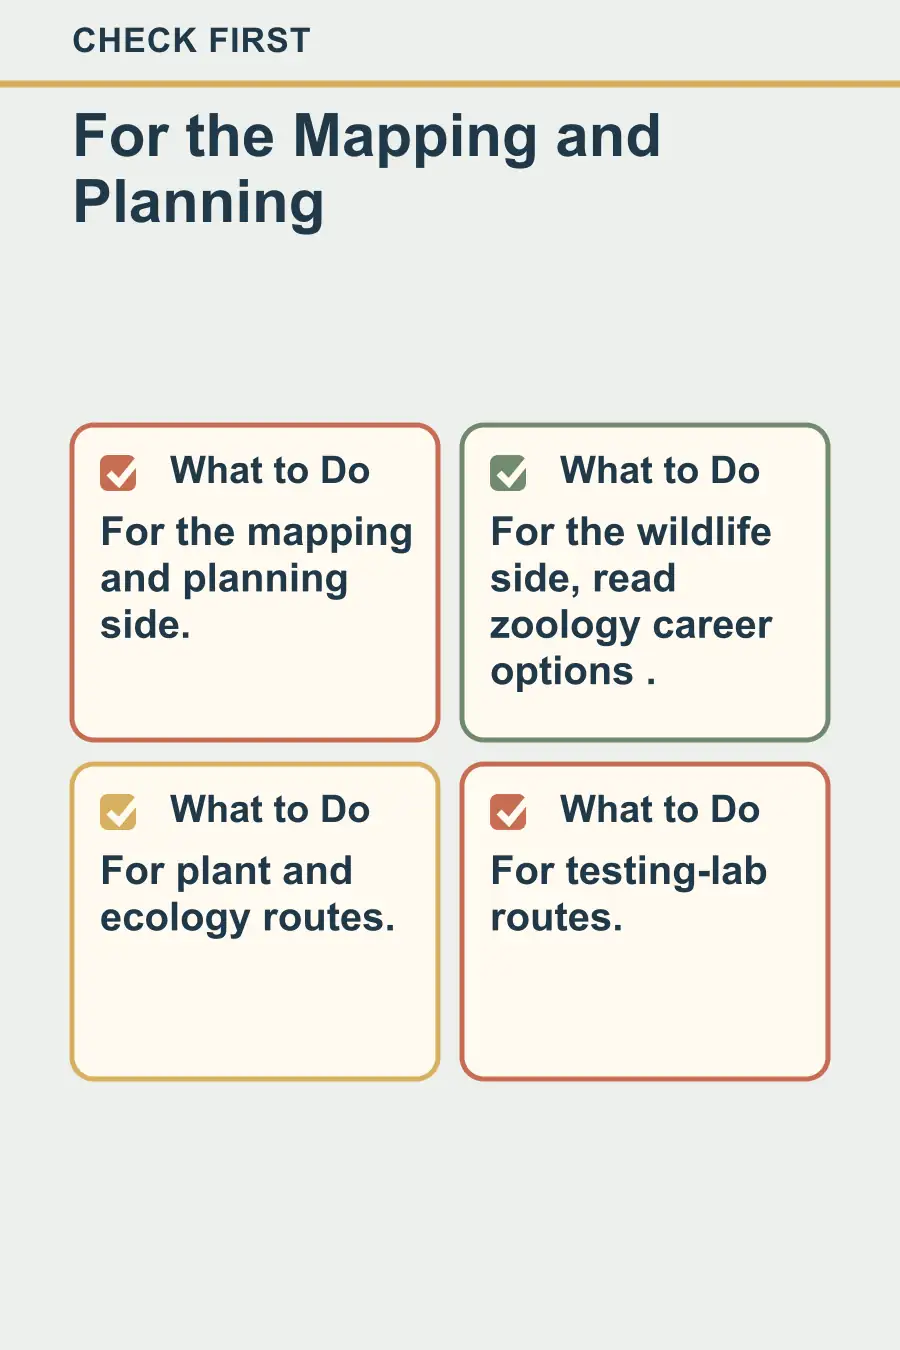 CHECK FIRST
For the Mapping and
Planning
What to Do
For the mapping
and planning
side.
What to Do
For the wildlife
side, read
zoology career
options .
What to Do
For plant and
ecology routes.
What to Do
For testing-lab
routes.